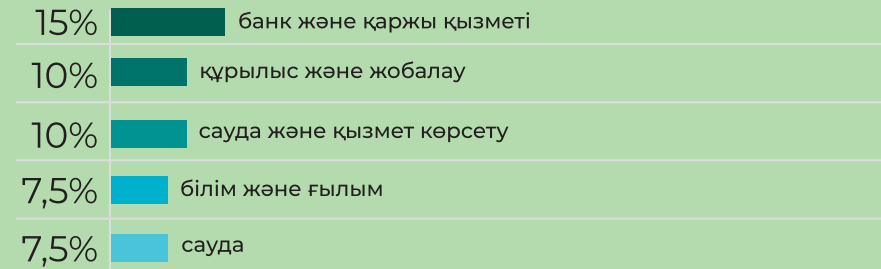 15% банк және қаржы қызметі
10% құрылыс және жобалау
10% сауда және қызмет көрсету
7,5% білім және ғылым
7,5% сауда